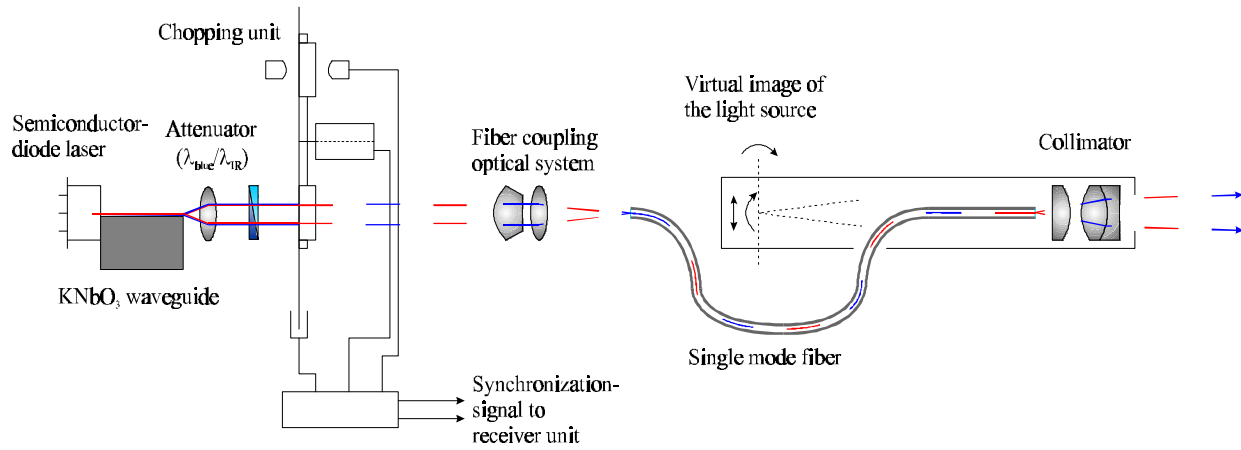 Chopping unit
Semiconductor-
diode laser
Attenuator
(λblue/λIR)
KNbO₃ waveguide
Fiber coupling
optical system
Virtual image of
the light source
Collimator
Single mode fiber
Synchronization-
signal to
receiver unit